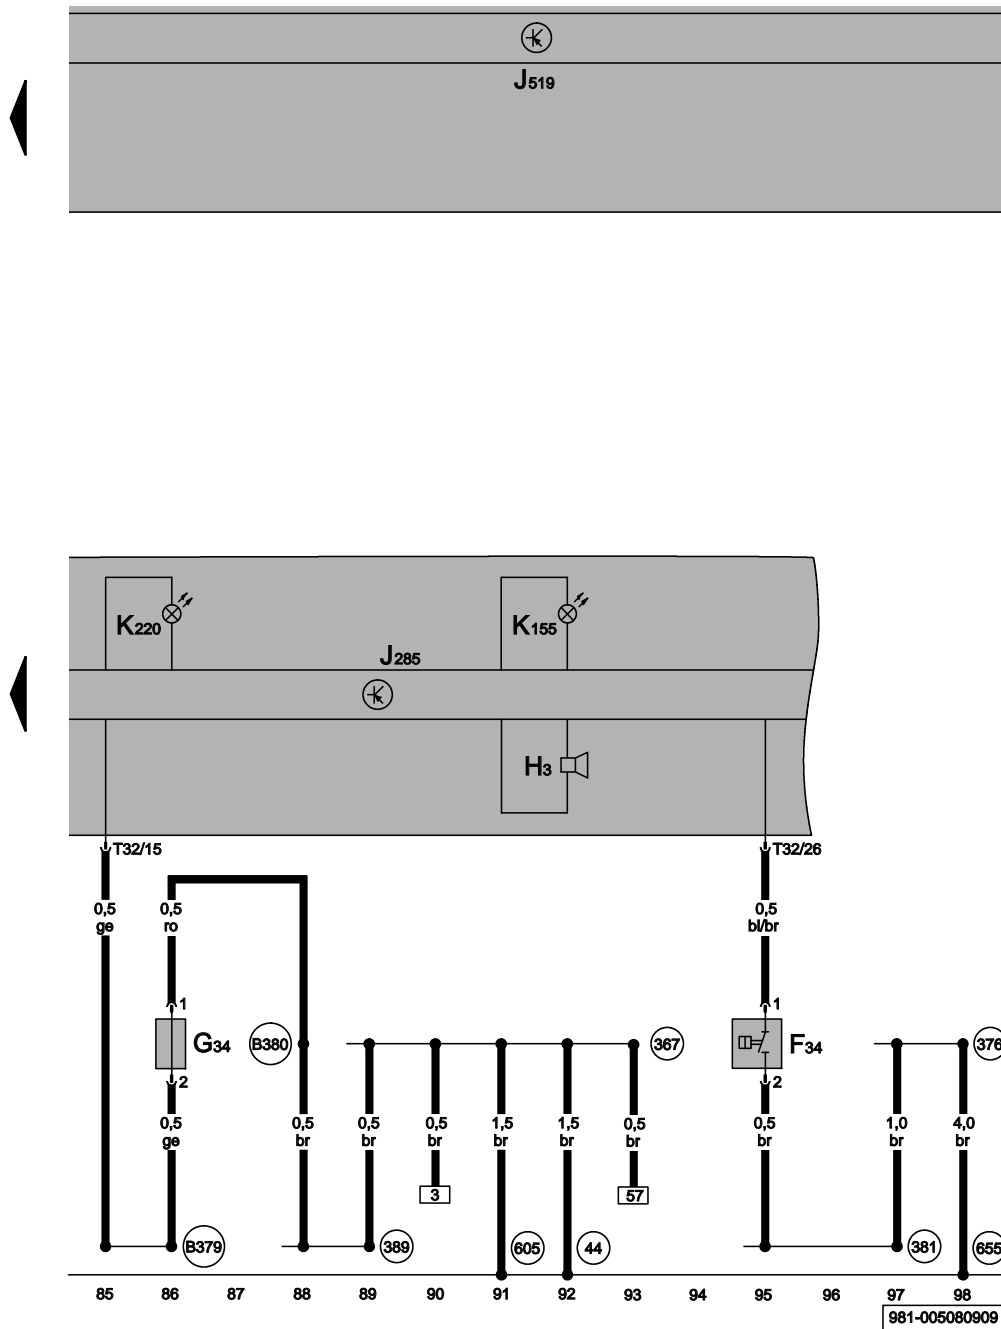 J519
K220
K155
J285
H3
T32/15
T32/26
0,5 0,5 0,5
ge ro bl/br
1 1
G34 B380 367 F34 376
2 2
0,5 0,5 0,5 0,5 1,5 1,5 0,5 0,5 1,0 4,0
ge br br br br br br br br br
3 57
B379 389 605 44 381 655
85 86 87 88 89 90 91 92 93 94 95 96 97 98
981-005080909